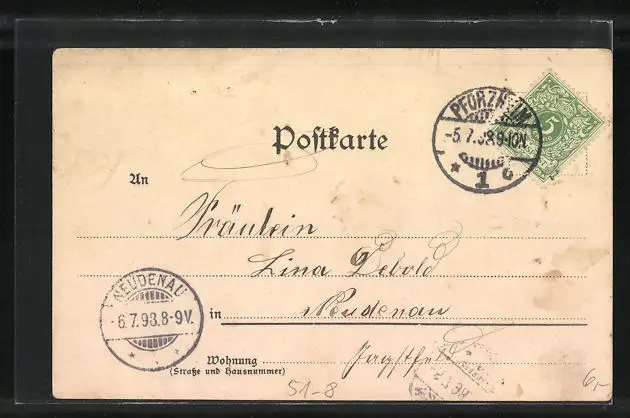 PFORZHEIM
-5.7.98.9-10N.
1 c
5
Postkarte
An
Fräulein
Lina Debold
NEUDENAU
-6.7.98.8-9V.
in Neudenau
Wohnung
(Straße und Hausnummer)
Jagstfeld
51-8
6,-